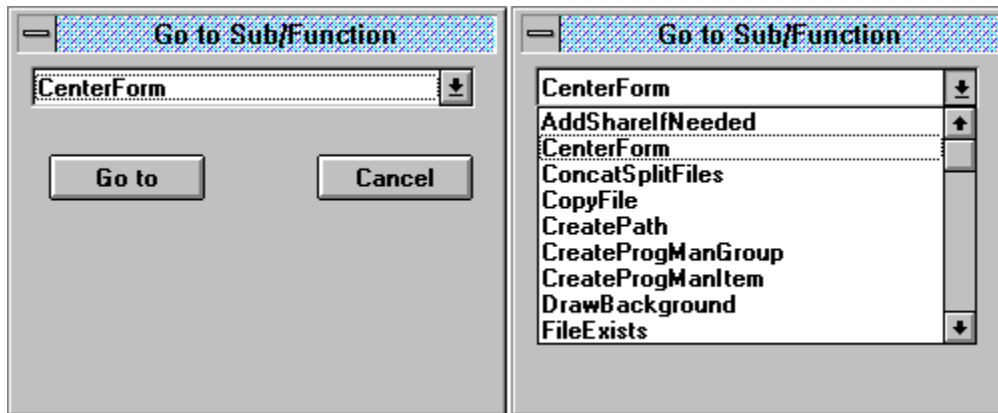 Go to Sub/Function
CenterForm
Go to
Cancel
Go to Sub/Function
CenterForm
AddShareIfNeeded
CenterForm
ConcatSplitFiles
CopyFile
CreatePath
CreateProgManGroup
CreateProgManItem
DrawBackground
FileExists